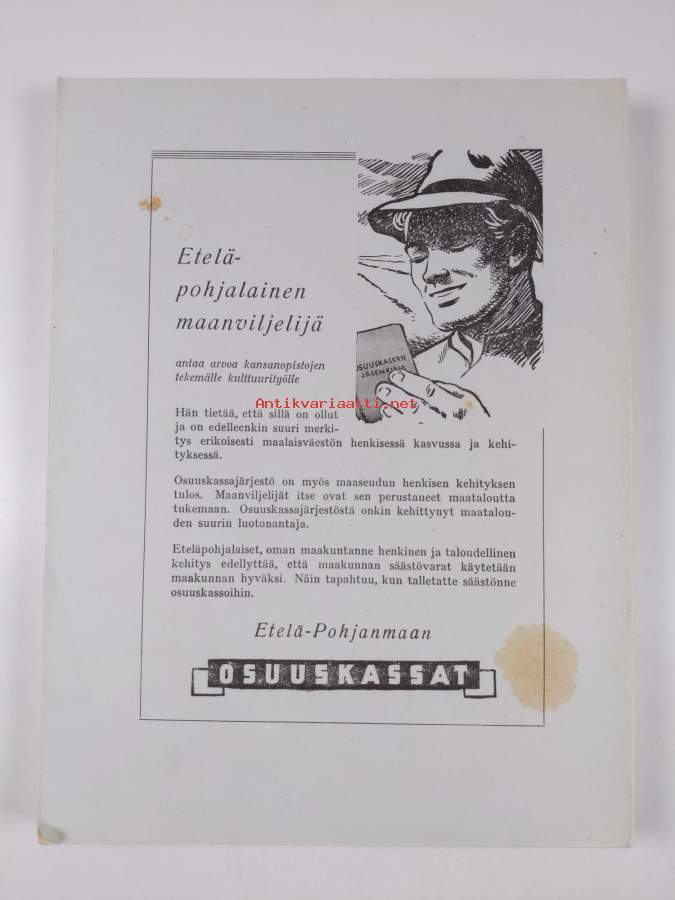 Etelä-
pohjalainen
maanviljelijä
OSUUSKASSAN
JÄSENKIRJA
antaa arvoa kansanopistojen
tekemälle kulttuurityölle
Antikvariaatti.net
Hän tietää, että sillä on ollut
ja on edelleenkin suuri merki-
tys erikoisesti maalaisväestön henkisessä kasvussa ja kehi-
tyksessä.
Osuuskassajärjestö on myös maaseudun henkisen kehityksen
tulos. Maanviljelijät itse ovat sen perustaneet maataloutta
tukemaan. Osuuskassajärjestöstä onkin kehittynyt maatalou-
den suurin luotonantaja.
Eteläpohjalaiset, oman maakuntanne henkinen ja taloudellinen
kehitys edellyttää, että maakunnan säästövarat käytetään
maakunnan hyväksi. Näin tapahtuu, kun talletatte säästönne
osuuskassoihin.
Etelä-Pohjanmaan
OSUUSKASSAT